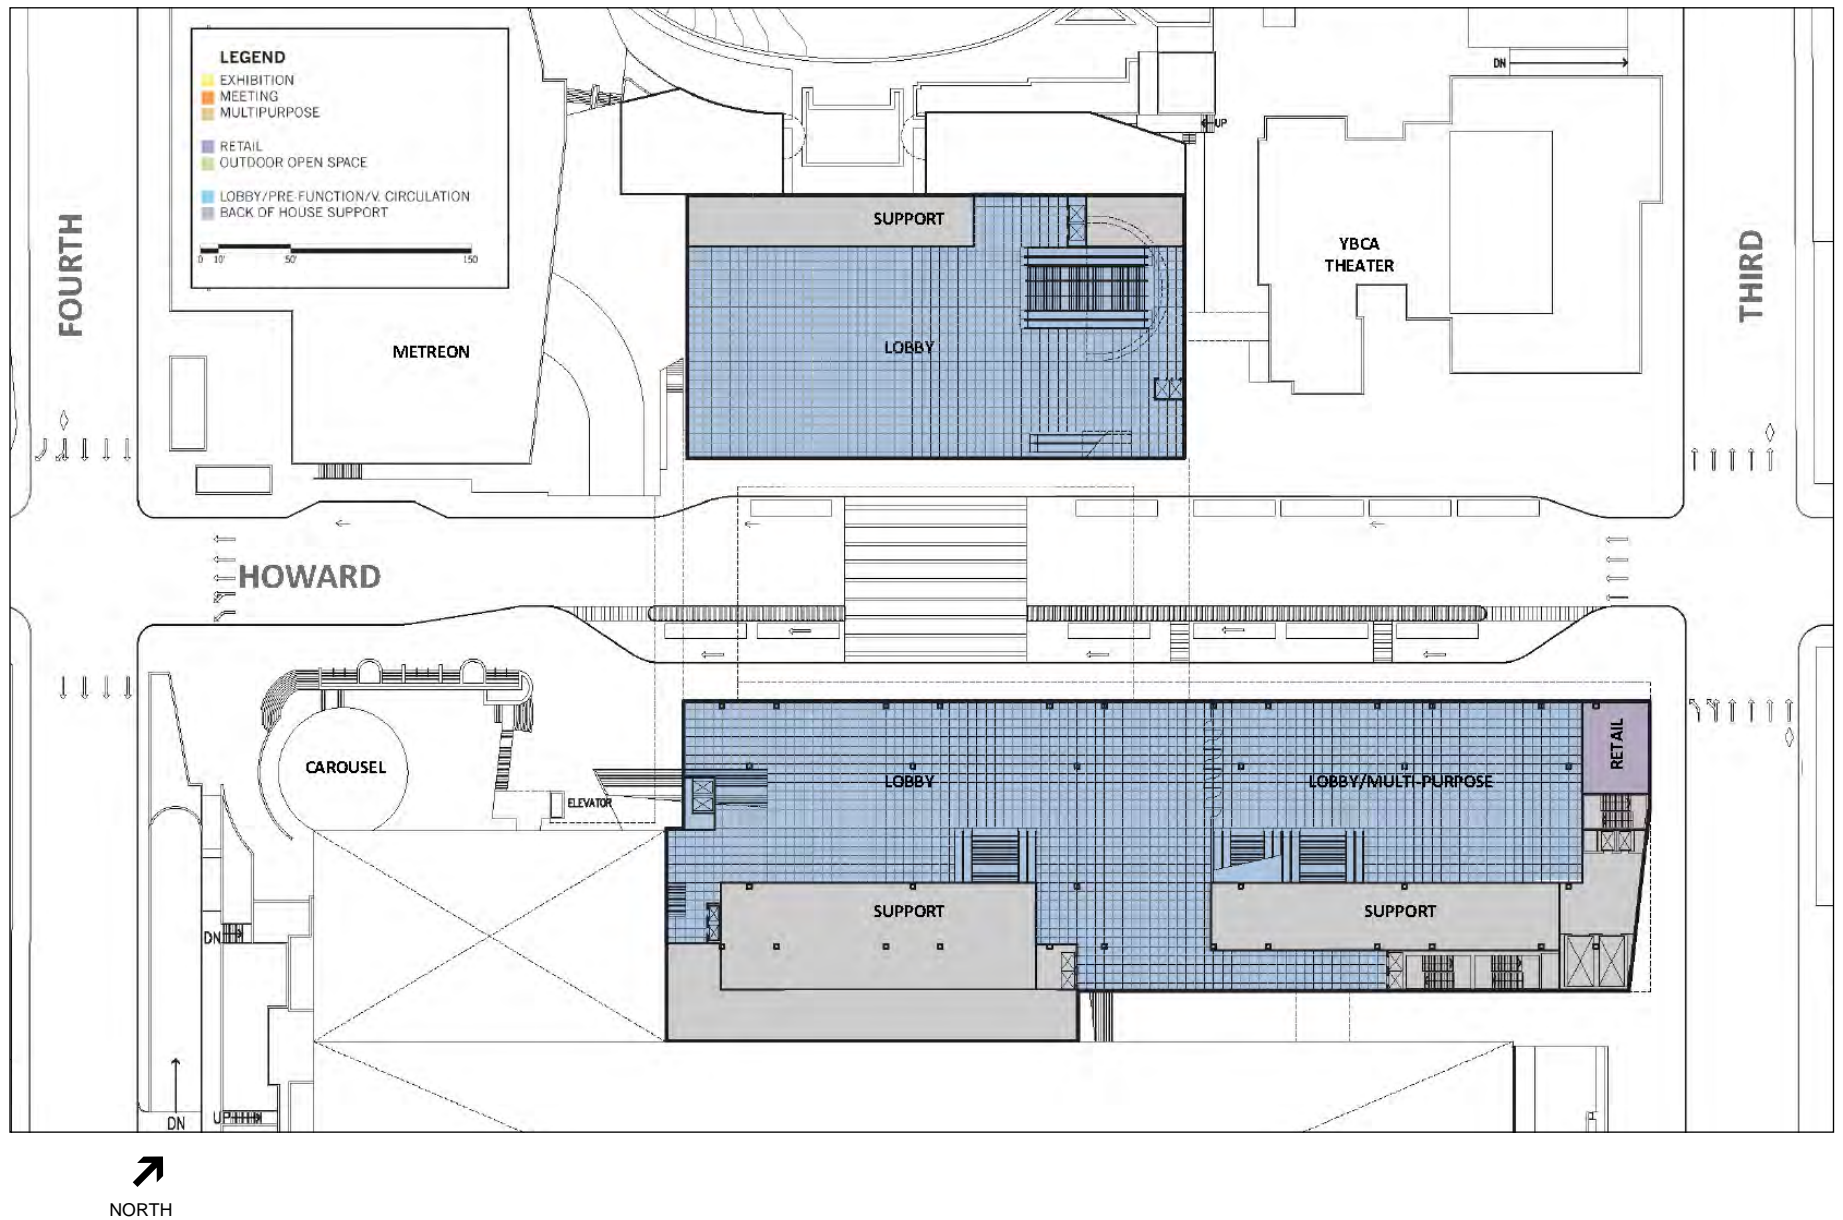 LEGEND
EXHIBITION
MEETING
MULTIPURPOSE
RETAIL
OUTDOOR OPEN SPACE
LOBBY/PRE-FUNCTION/V. CIRCULATION
BACK OF HOUSE SUPPORT
0 10' 50' 150
DN
UP
FOURTH
THIRD
SUPPORT
YBCA
THEATER
METREON
LOBBY
HOWARD
CAROUSEL
ELEVATOR
LOBBY
LOBBY/MULTI-PURPOSE
RETAIL
SUPPORT
SUPPORT
DN
UP
DN
NORTH